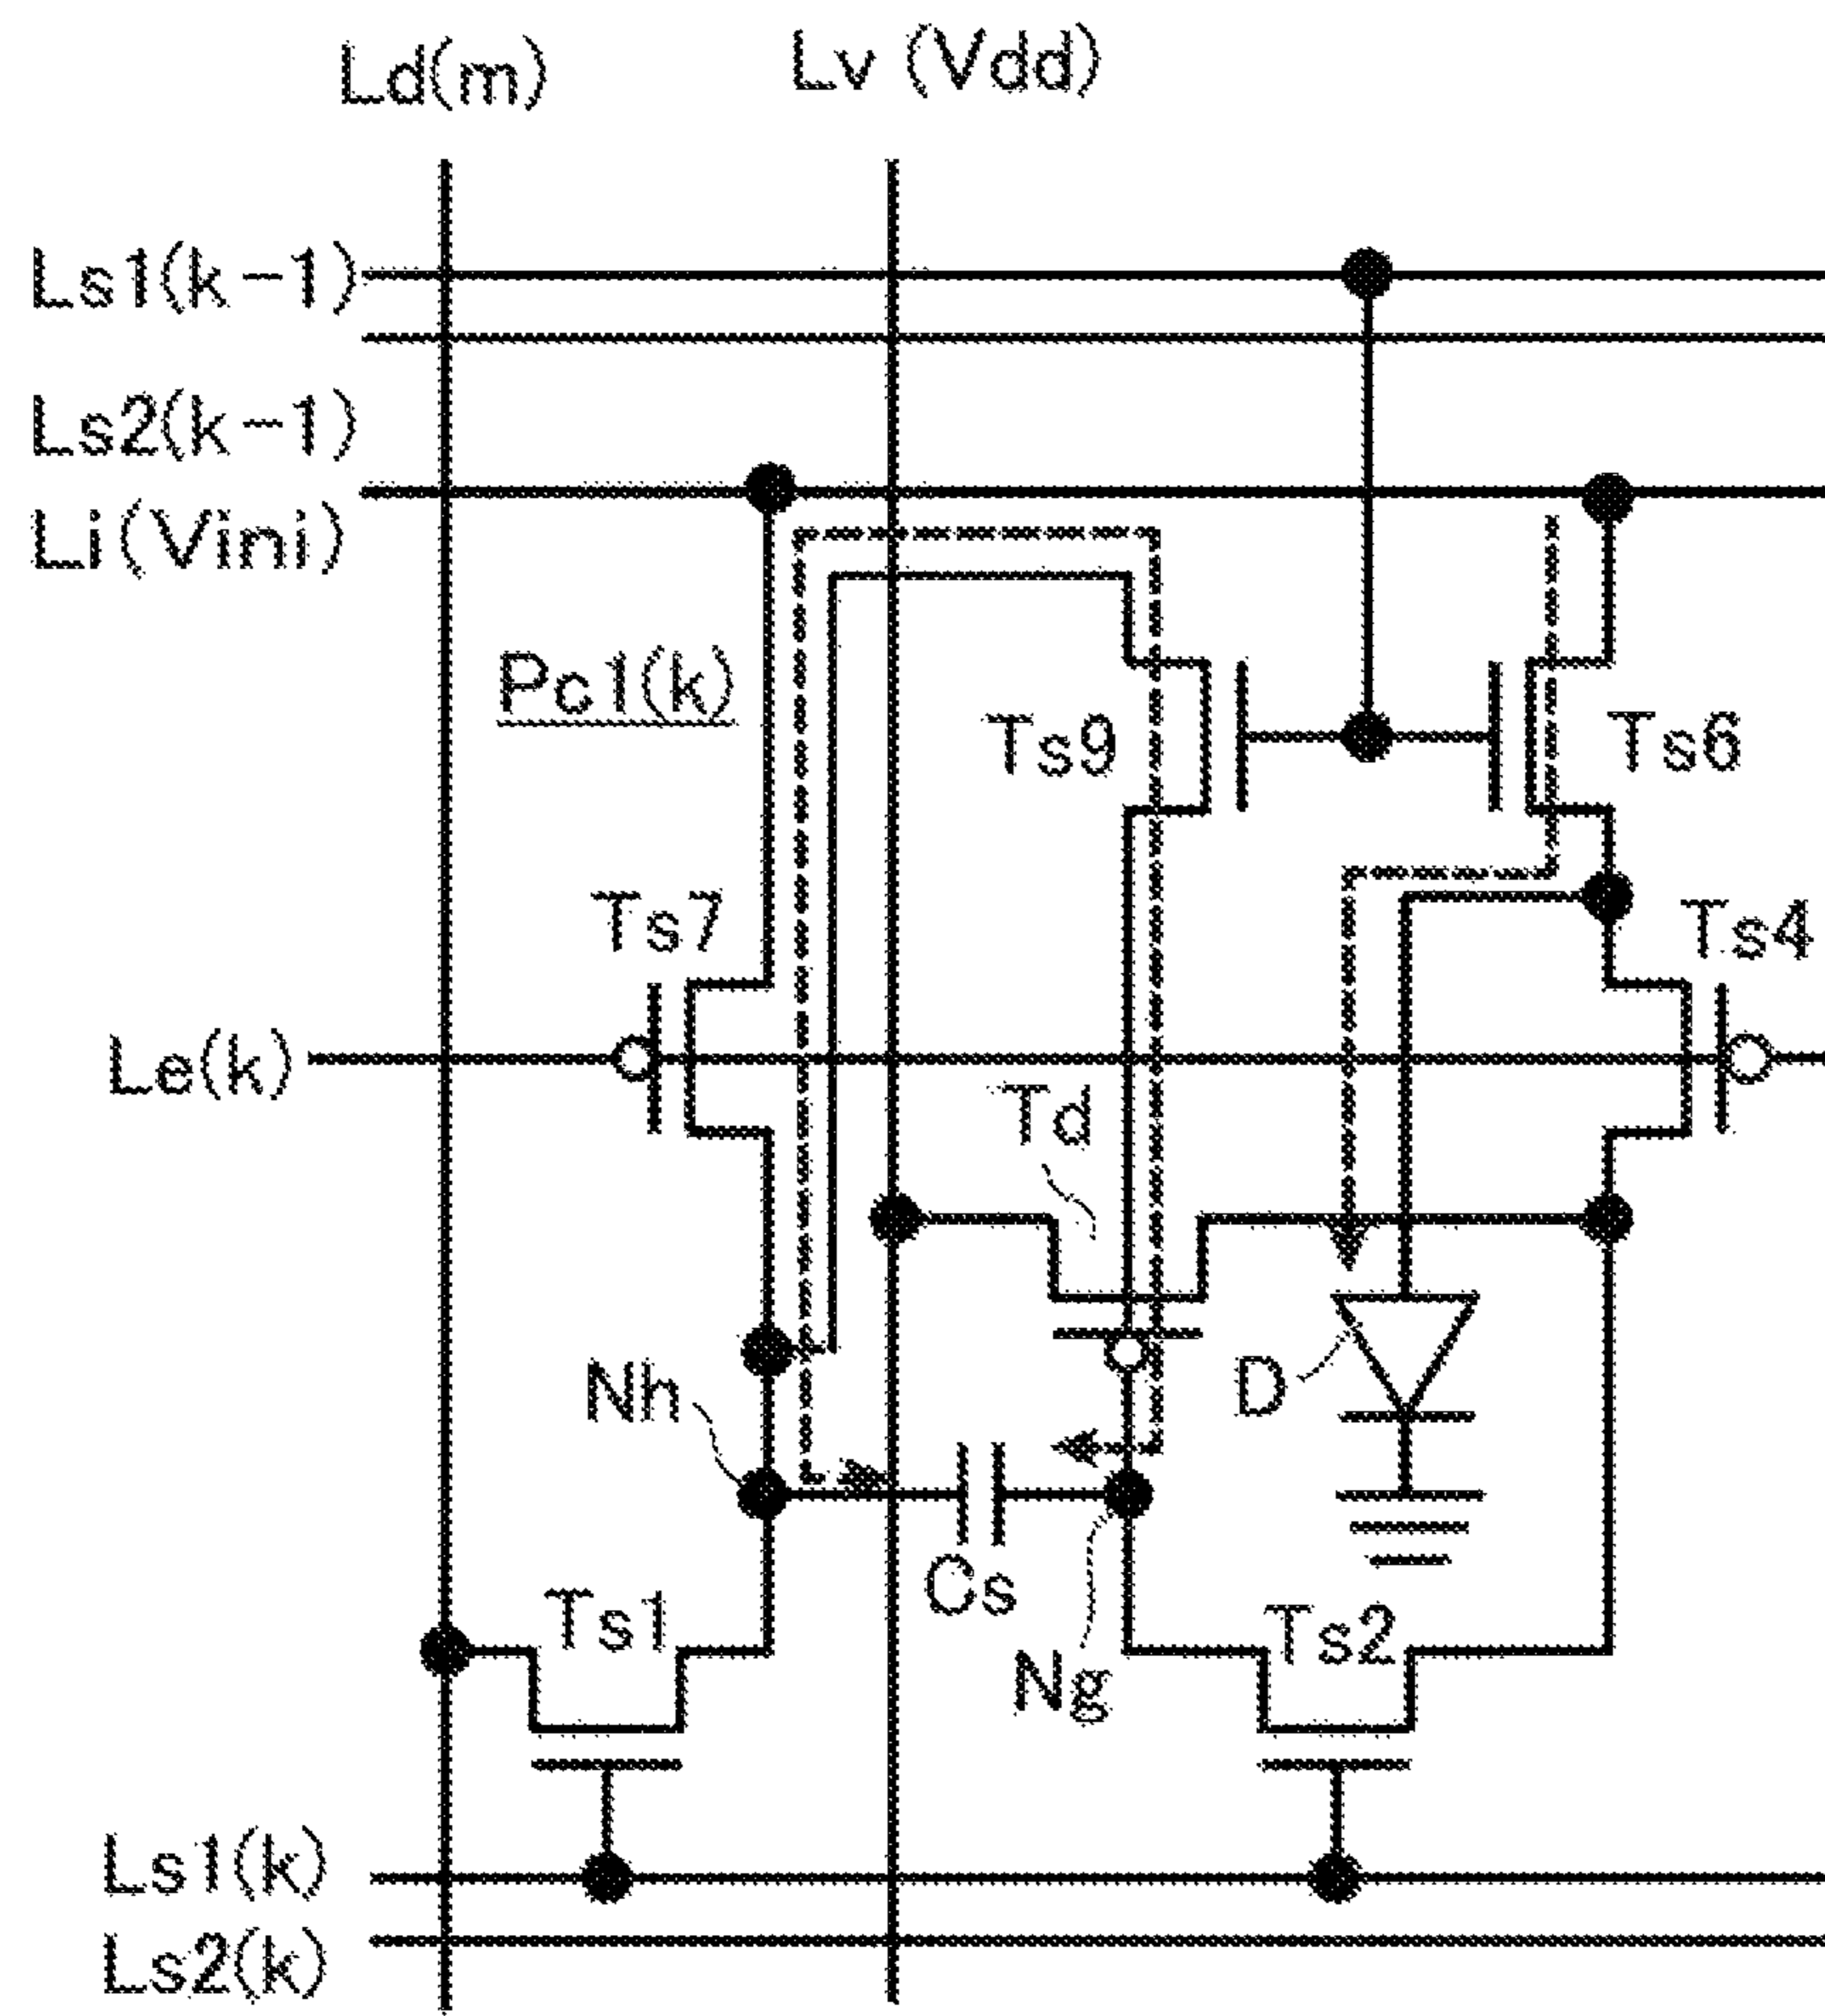 Ld(m)
Lv (Vdd)
Ls1(k-1)
Ls2(k-1)
Li(Vini)
Pc1(k)
Ts9
Ts6
Ts7
Ts4
Le(k)
Td
Nh
D
Cs
Ts1
Ts2
Ng
Ls1(k)
Ls2(k)